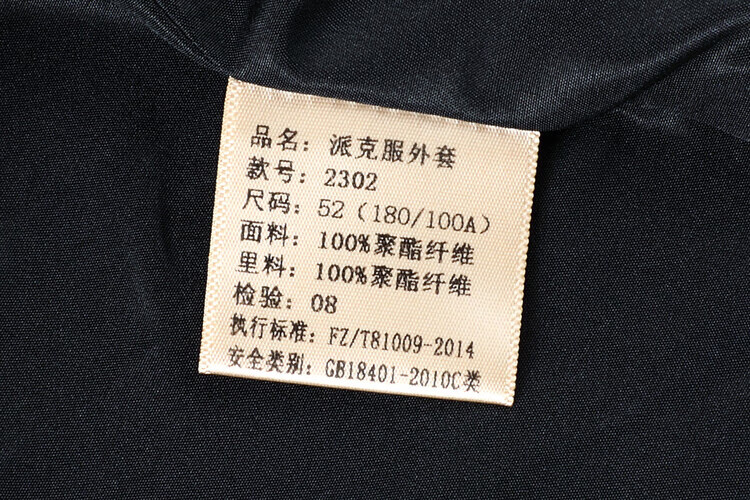 品名：派克服外套
款号：2302
尺码：52（180/100A）
面料：100%聚酯纤维
里料：100%聚酯纤维
检验：08
执行标准：FZ/T81009-2014
安全类别：GB18401-2010C类